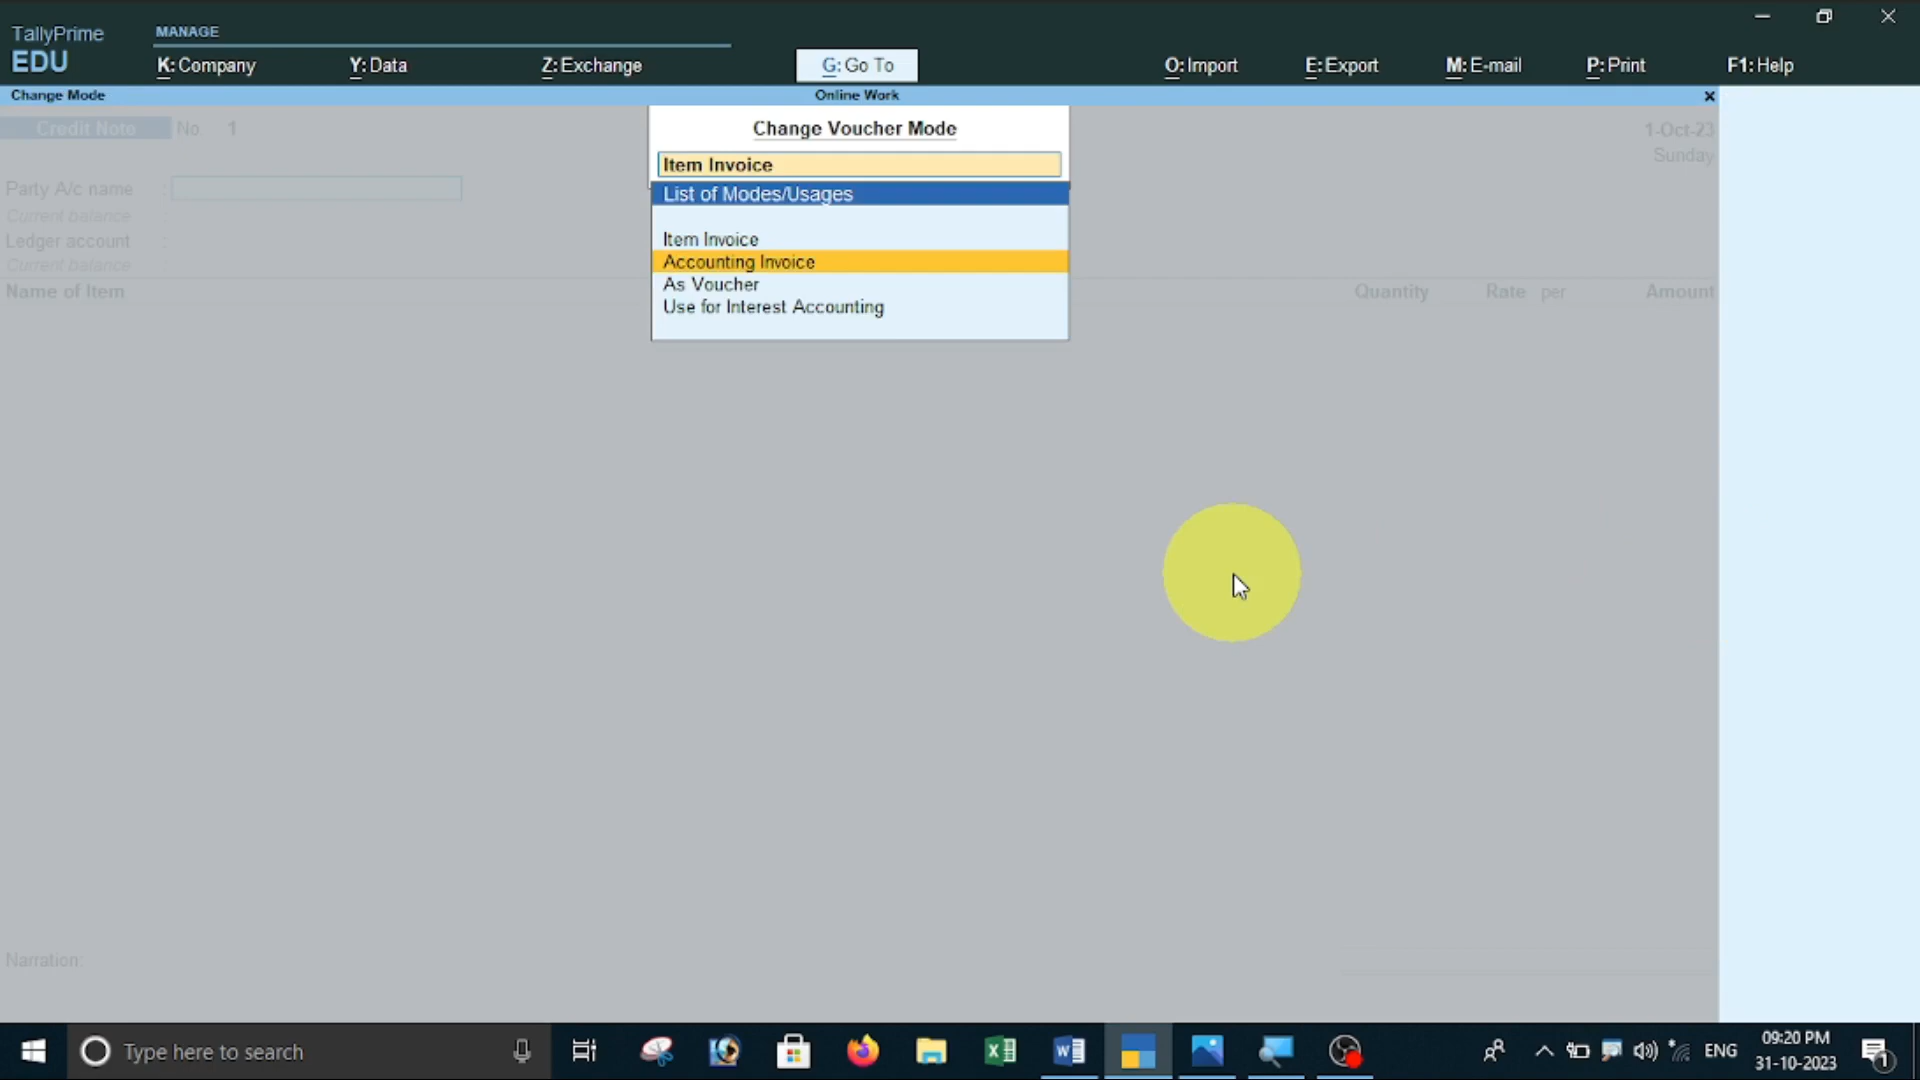 TallyPrime
EDU
MANAGE
K: Company
Y: Data
Z: Exchange
G: Go To
O: Import
E: Export
M: E-mail
P: Print
F1: Help
Change Mode
Online Work
Credit Note
No.
1
1-Oct-23
Sunday
Change Voucher Mode
Item Invoice
List of Modes/Usages
Item Invoice
Accounting Invoice
As Voucher
Use for Interest Accounting
Party A/c name :
Current balance
Ledger account :
Current balance :
Name of Item
Quantity
Rate per
Amount
Narration:
Type here to search
ENG
09:20 PM
31-10-2023
1